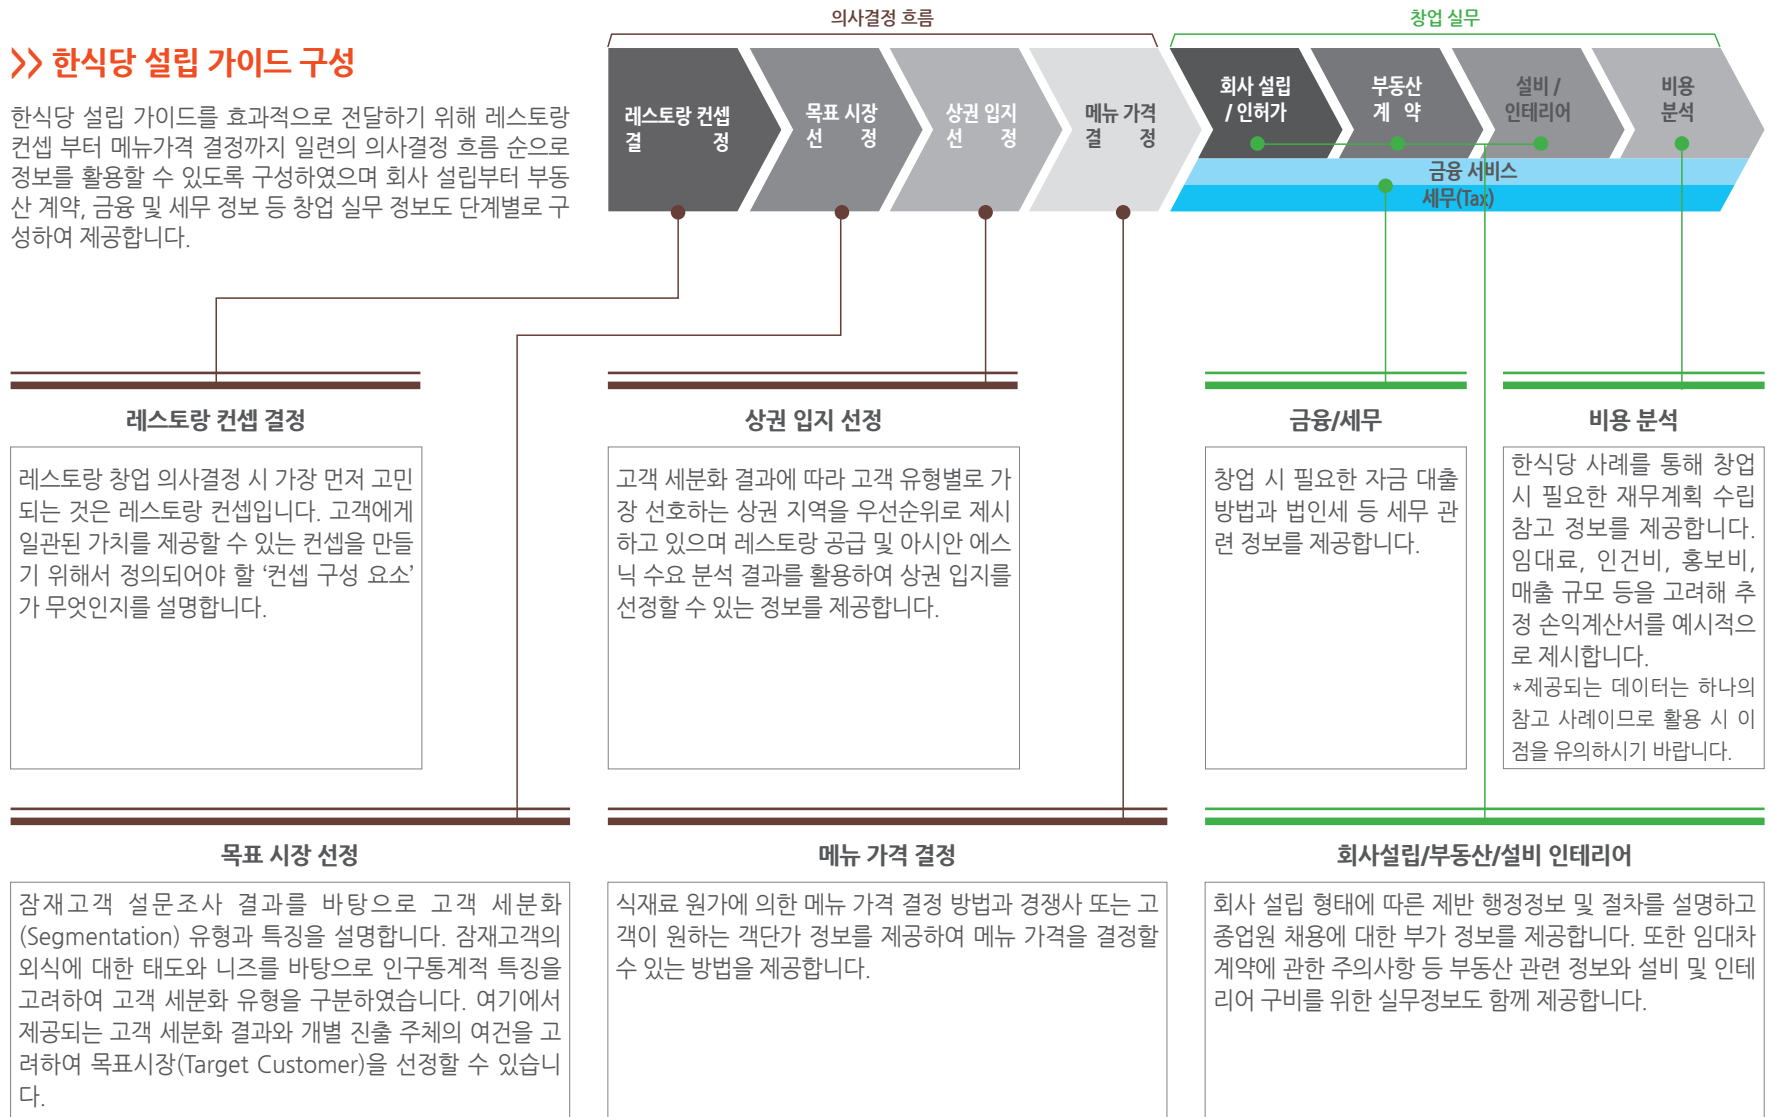 >> 한식당 설립 가이드 구성
한식당 설립 가이드를 효과적으로 전달하기 위해 레스토랑
컨셉 부터 메뉴가격 결정까지 일련의 의사결정 흐름 순으로
정보를 활용할 수 있도록 구성하였으며 회사 설립부터 부동
산 계약, 금융 및 세무 정보 등 창업 실무 정보도 단계별로 구
성하여 제공합니다.
의사결정 흐름
레스토랑 컨셉
결 정
목표 시장
선 정
상권 입지
선 정
메뉴 가격
결 정
창업 실무
회사 설립
/ 인허가
부동산
계 약
설비 /
인테리어
비용
분석
금융 서비스
세무(Tax)
레스토랑 컨셉 결정
레스토랑 창업 의사결정 시 가장 먼저 고민
되는 것은 레스토랑 컨셉입니다. 고객에게
일관된 가치를 제공할 수 있는 컨셉을 만들
기 위해서 정의되어야 할 ‘컨셉 구성 요소’
가 무엇인지를 설명합니다.
상권 입지 선정
고객 세분화 결과에 따라 고객 유형별로 가
장 선호하는 상권 지역을 우선순위로 제시
하고 있으며 레스토랑 공급 및 아시안 에스
닉 수요 분석 결과를 활용하여 상권 입지를
선정할 수 있는 정보를 제공합니다.
금융/세무
창업 시 필요한 자금 대출
방법과 법인세 등 세무 관
련 정보를 제공합니다.
비용 분석
한식당 사례를 통해 창업
시 필요한 재무계획 수립
참고 정보를 제공합니다.
임대료, 인건비, 홍보비,
매출 규모 등을 고려해 추
정 손익계산서를 예시적으
로 제시합니다.
*제공되는 데이터는 하나의
참고 사례이므로 활용 시 이
점을 유의하시기 바랍니다.
목표 시장 선정
잠재고객 설문조사 결과를 바탕으로 고객 세분화
(Segmentation) 유형과 특징을 설명합니다. 잠재고객의
외식에 대한 태도와 니즈를 바탕으로 인구통계적 특징을
고려하여 고객 세분화 유형을 구분하였습니다. 여기에서
제공되는 고객 세분화 결과와 개별 진출 주체의 여건을 고
려하여 목표시장(Target Customer)을 선정할 수 있습니
다.
메뉴 가격 결정
식재료 원가에 의한 메뉴 가격 결정 방법과 경쟁사 또는 고
객이 원하는 객단가 정보를 제공하여 메뉴 가격을 결정할
수 있는 방법을 제공합니다.
회사설립/부동산/설비 인테리어
회사 설립 형태에 따른 제반 행정정보 및 절차를 설명하고
종업원 채용에 대한 부가 정보를 제공합니다. 또한 임대차
계약에 관한 주의사항 등 부동산 관련 정보와 설비 및 인테
리어 구비를 위한 실무정보도 함께 제공합니다.